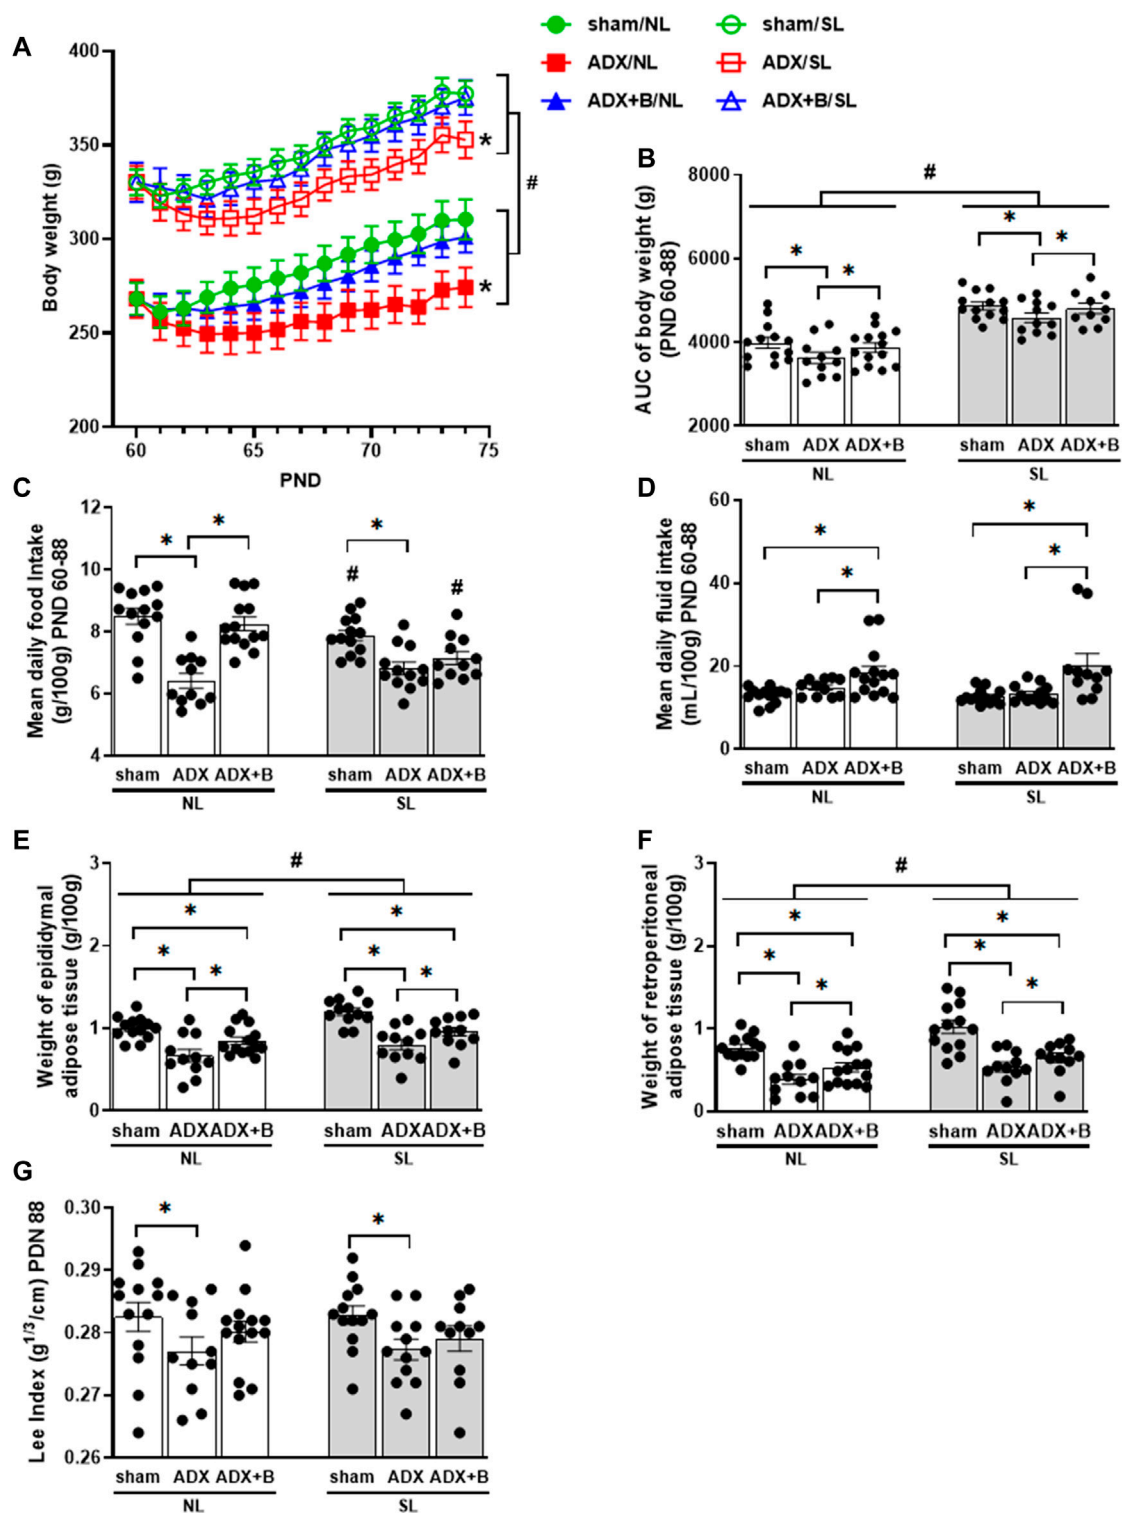 sham/NL
sham/SL
ADX/NL
ADX/SL
ADX+B/NL
ADX+B/SL
A
400
350
300
250
200
Body weight (g)
60
65
70
75
PND
*
#
*
B
8000
6000
4000
2000
AUC of body weight (g)
(PND 60-88)
#
*
*
*
*
sham
ADX
ADX+B
sham
ADX
ADX+B
NL
SL
C
12
10
8
6
4
Mean daily food Intake
(g/100g) PND 60-88
*
*
*
#
#
sham
ADX
ADX+B
sham
ADX
ADX+B
NL
SL
D
60
40
20
0
Mean daily fluid intake
(mL/100g) PND 60-88
*
*
*
*
sham
ADX
ADX+B
sham
ADX
ADX+B
NL
SL
E
3
2
1
0
Weight of epididymal
adipose tissue (g/100g)
#
*
*
*
*
*
*
sham
ADX
ADX+B
sham
ADX
ADX+B
NL
SL
F
3
2
1
0
Weight of retroperitoneal
adipose tissue (g/100g)
#
*
*
*
*
*
*
sham
ADX
ADX+B
sham
ADX
ADX+B
NL
SL
G
0.30
0.29
0.28
0.27
0.26
Lee Index (g1/3/cm) PDN 88
*
*
sham
ADX
ADX+B
sham
ADX
ADX+B
NL
SL